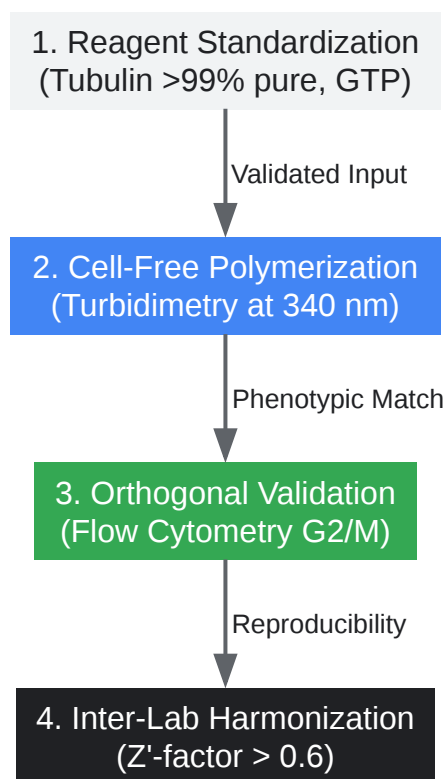 1. Reagent Standardization
(Tubulin >99% pure, GTP)
Validated Input
2. Cell-Free Polymerization
(Turbidimetry at 340 nm)
Phenotypic Match
3. Orthogonal Validation
(Flow Cytometry G2/M)
Reproducibility
4. Inter-Lab Harmonization
(Z'-factor > 0.6)